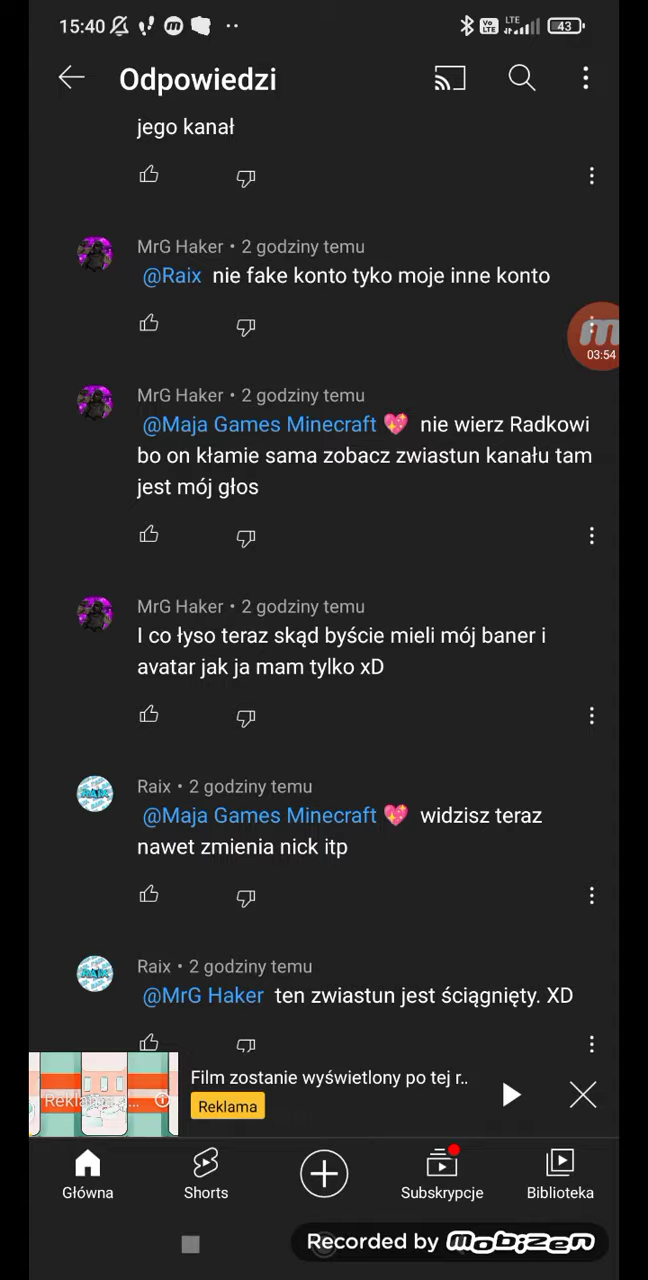 15:40 LTE 43
Odpowiedzi
jego kanał
MrG Haker • 2 godziny temu
@Raix nie fake konto tyko moje inne konto
03:54
MrG Haker • 2 godziny temu
@Maja Games Minecraft 💖 nie wierz Radkowi
bo on kłamie sama zobacz zwiastun kanału tam
jest mój głos
MrG Haker • 2 godziny temu
I co łyso teraz skąd byście mieli mój baner i
avatar jak ja mam tylko xD
Raix • 2 godziny temu
@Maja Games Minecraft 💖 widzisz teraz
nawet zmienia nick itp
Raix • 2 godziny temu
@MrG Haker ten zwiastun jest ściągnięty. XD
Film zostanie wyświetlony po tej r..
Reklama
Główna Shorts Subskrypcje Biblioteka
Recorded by mobizen